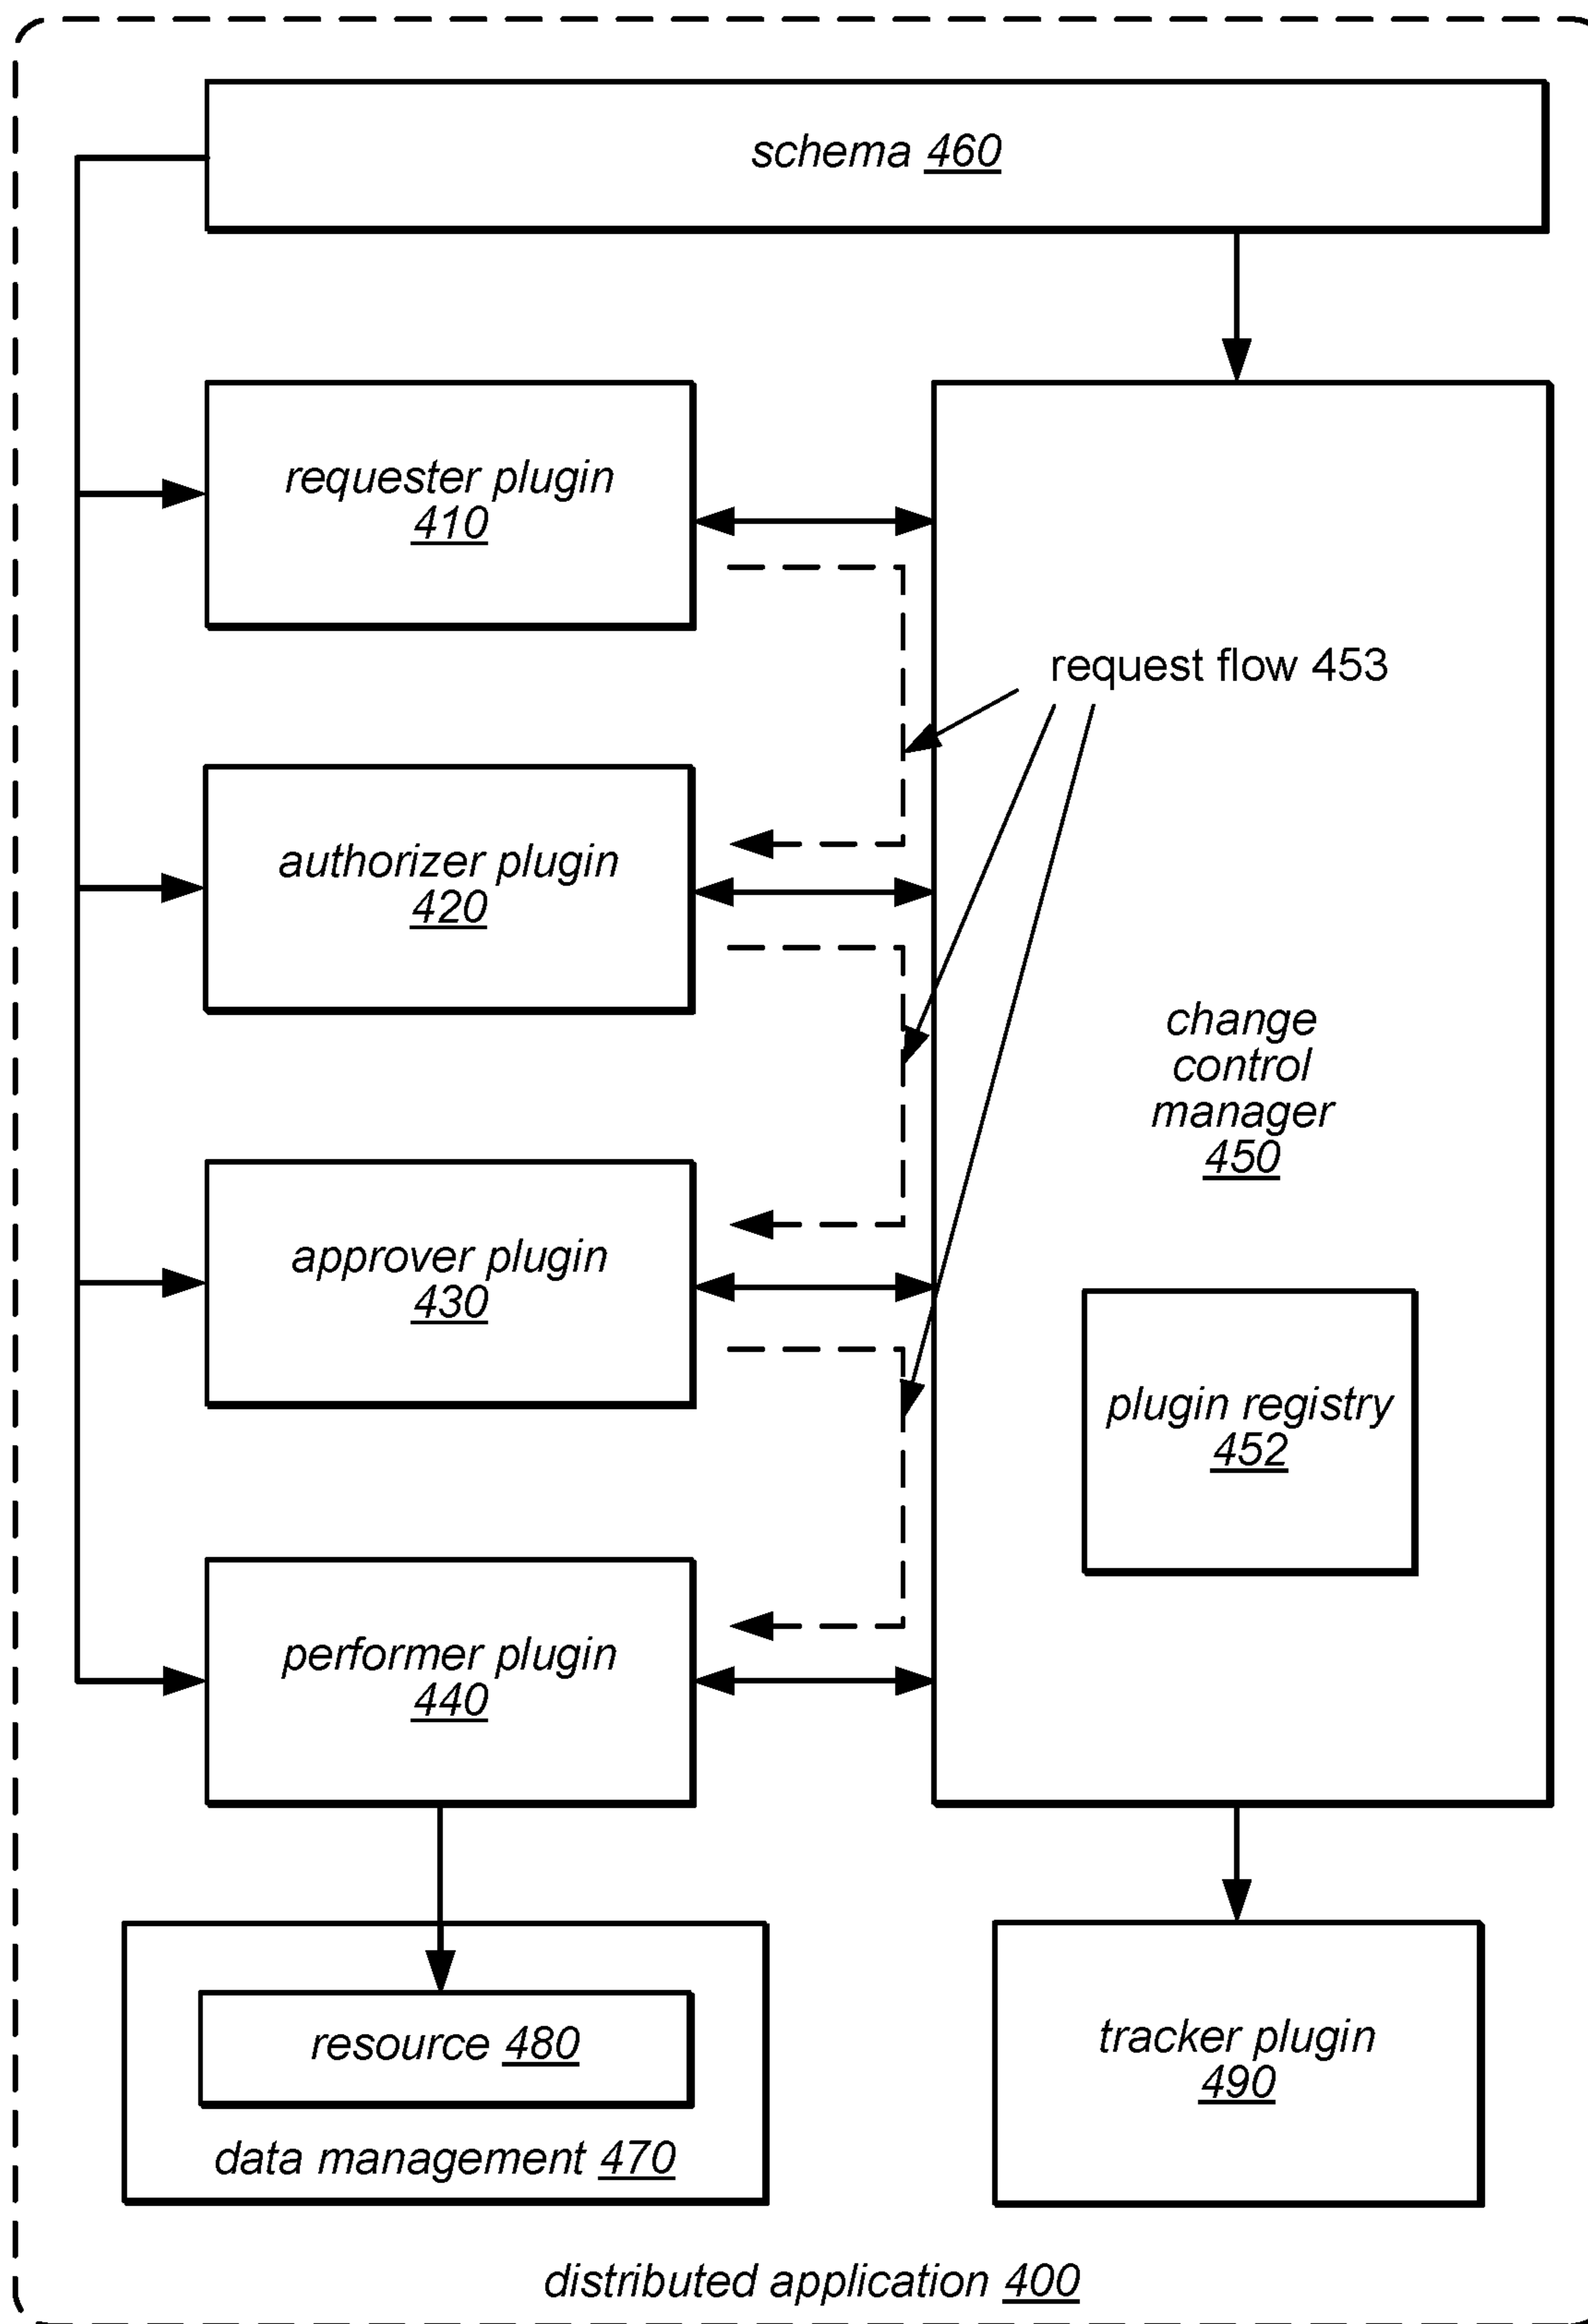 schema 460
requester plugin
410
request flow 453
authorizer plugin
420
change
control
manager
450
approver plugin
430
plugin registry
452
performer plugin
440
resource 480
data management 470
tracker plugin
490
distributed application 400